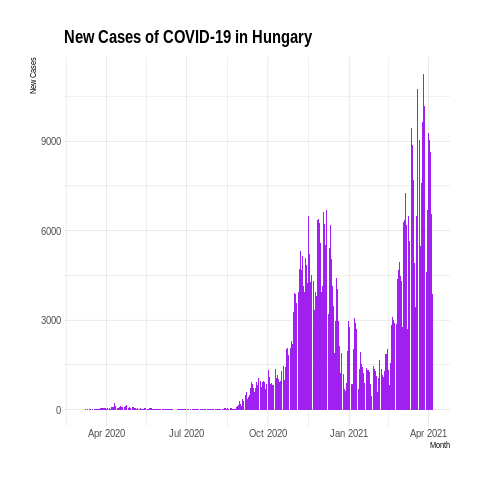 New Cases of COVID-19 in Hungary
New Cases
9000
6000
3000
0
Apr 2020 Jul 2020 Oct 2020 Jan 2021 Apr 2021
Month